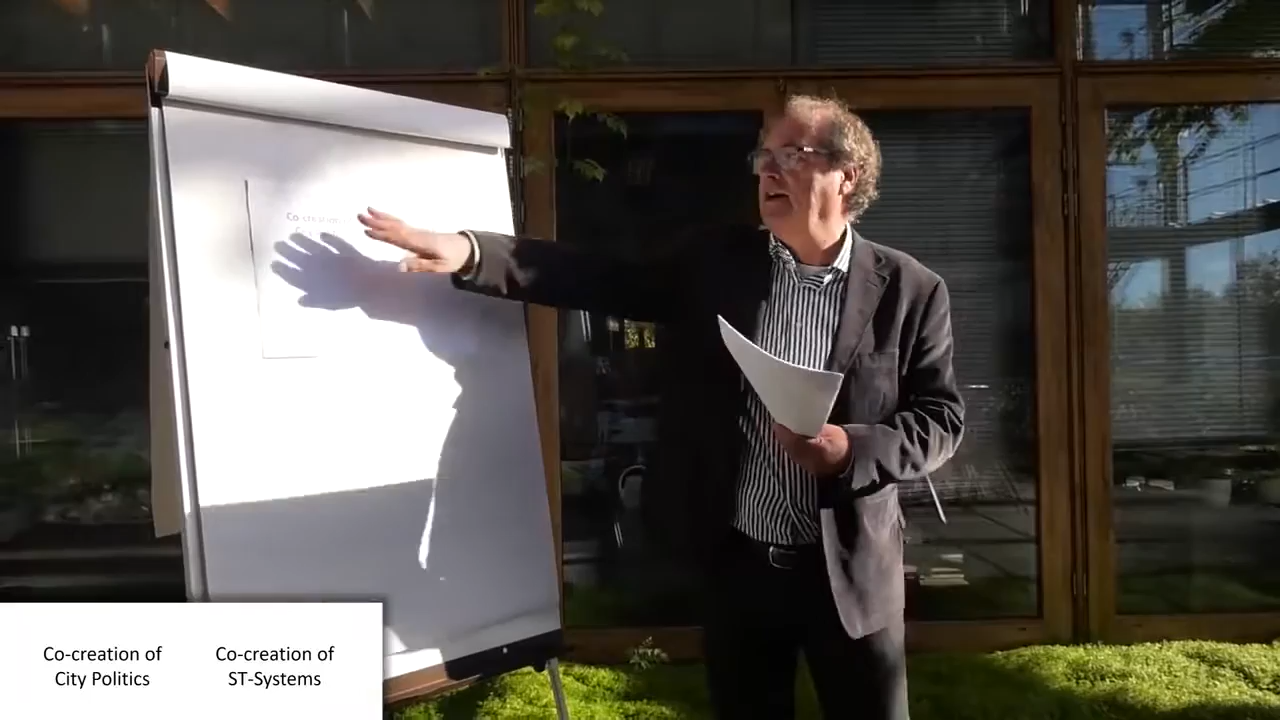 Co-creation of
City Politics
Co-creation of
ST-Systems